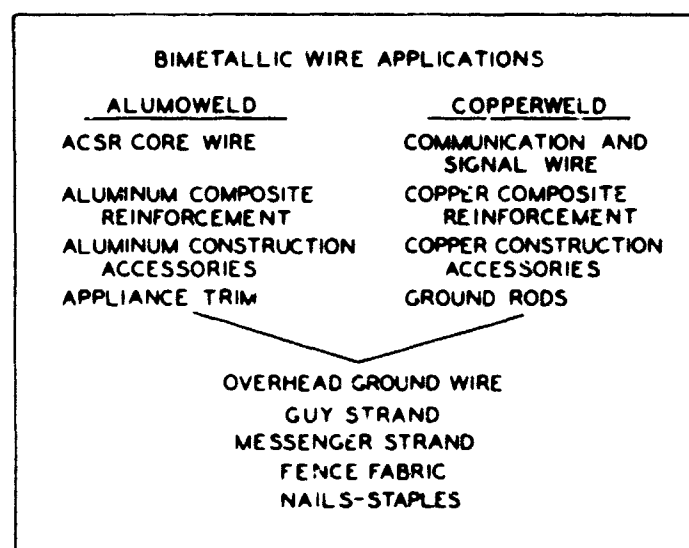 BIMETALLIC WIRE APPLICATIONS
ALUMOWELD
ACSR CORE WIRE
ALUMINUM COMPOSITE
REINFORCEMENT
ALUMINUM CONSTRUCTION
ACCESSORIES
APPLIANCE TRIM
COPPERWELD
COMMUNICATION AND
SIGNAL WIRE
COPPER COMPOSITE
REINFORCEMENT
COPPER CONSTRUCTION
ACCESSORIES
GROUND RODS
OVERHEAD GROUND WIRE
GUY STRAND
MESSENGER STRAND
FENCE FABRIC
NAILS-STAPLES